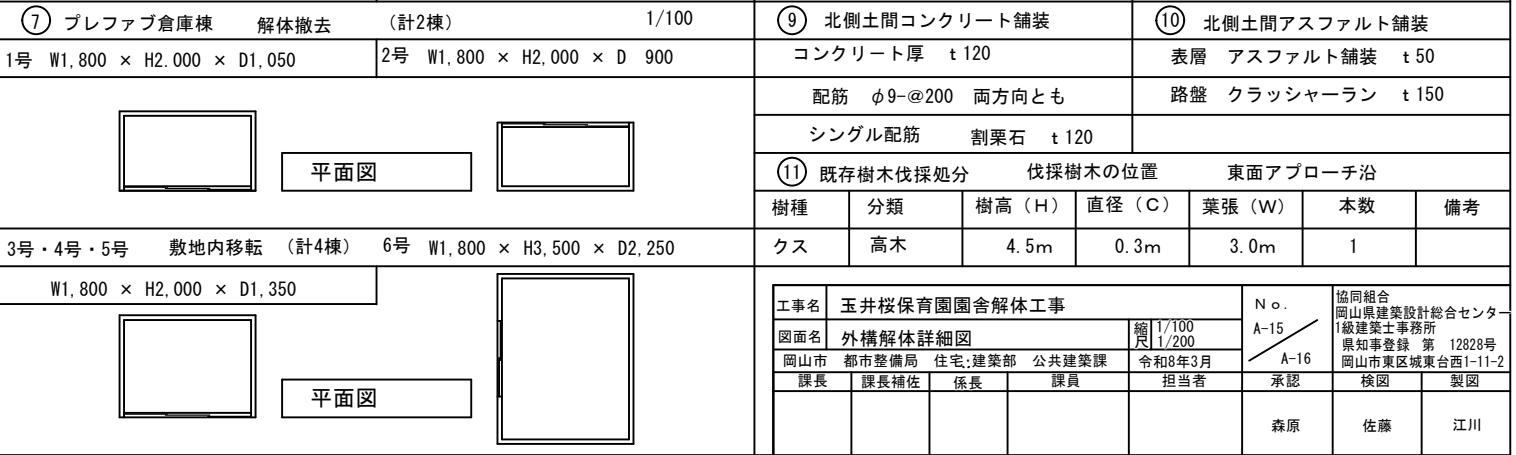 ⑦ プレファブ倉庫棟 解体撤去 (計2棟) 1/100
1号 W1,800 × H2.000 × D1,050
2号 W1,800 × H2,000 × D 900
平面図
3号・4号・5号 敷地内移転 (計4棟) 6号 W1,800 × H3,500 × D2,250
W1,800 × H2,000 × D1,350
平面図
⑨ 北側土間コンクリート舗装
コンクリート厚 t120
配筋 φ9-@200 両方向とも
シングル配筋 割栗石 t120
⑩ 北側土間アスファルト舗装
表層 アスファルト舗装 t50
路盤 クラッシャーラン t150
⑪ 既存樹木伐採処分 伐採樹木の位置 東面アプローチ沿
樹種 分類 樹高(H) 直径(C) 葉張(W) 本数 備考
クス 高木 4.5m 0.3m 3.0m 1
工事名 玉井桜保育園園舎解体工事
図面名 外構解体詳細図 縮尺 1/100 1/200
岡山市 都市整備局 住宅・建築部 公共建築課 令和8年3月
No. A-15 A-16
協同組合
岡山県建築設計総合センター
1級建築士事務所
県知事登録 第 12828号
岡山市東区城東台西1-11-2
課長 課長補佐 係長 課員 担当者 承認 検図 製図
森原 佐藤 江川